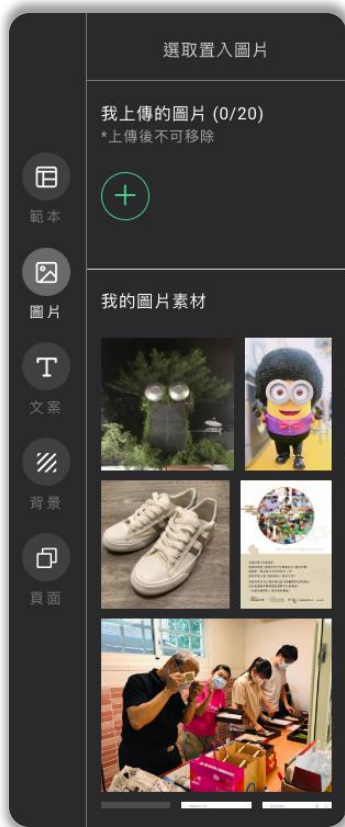 選取置入圖片
我上傳的圖片 (0/20)
*上傳後不可移除
範本
圖片
文案
背景
頁面
我的圖片素材